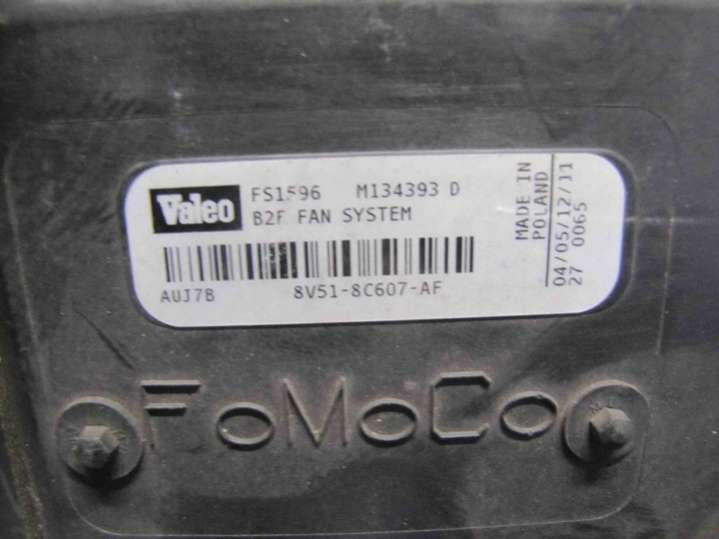 Valeo
FS1596 M134393 D
B2F FAN SYSTEM
AUJ7B 8V51-8C607-AF
MADE IN
POLAND
04/05/12/11
27 0065
FoMoCo